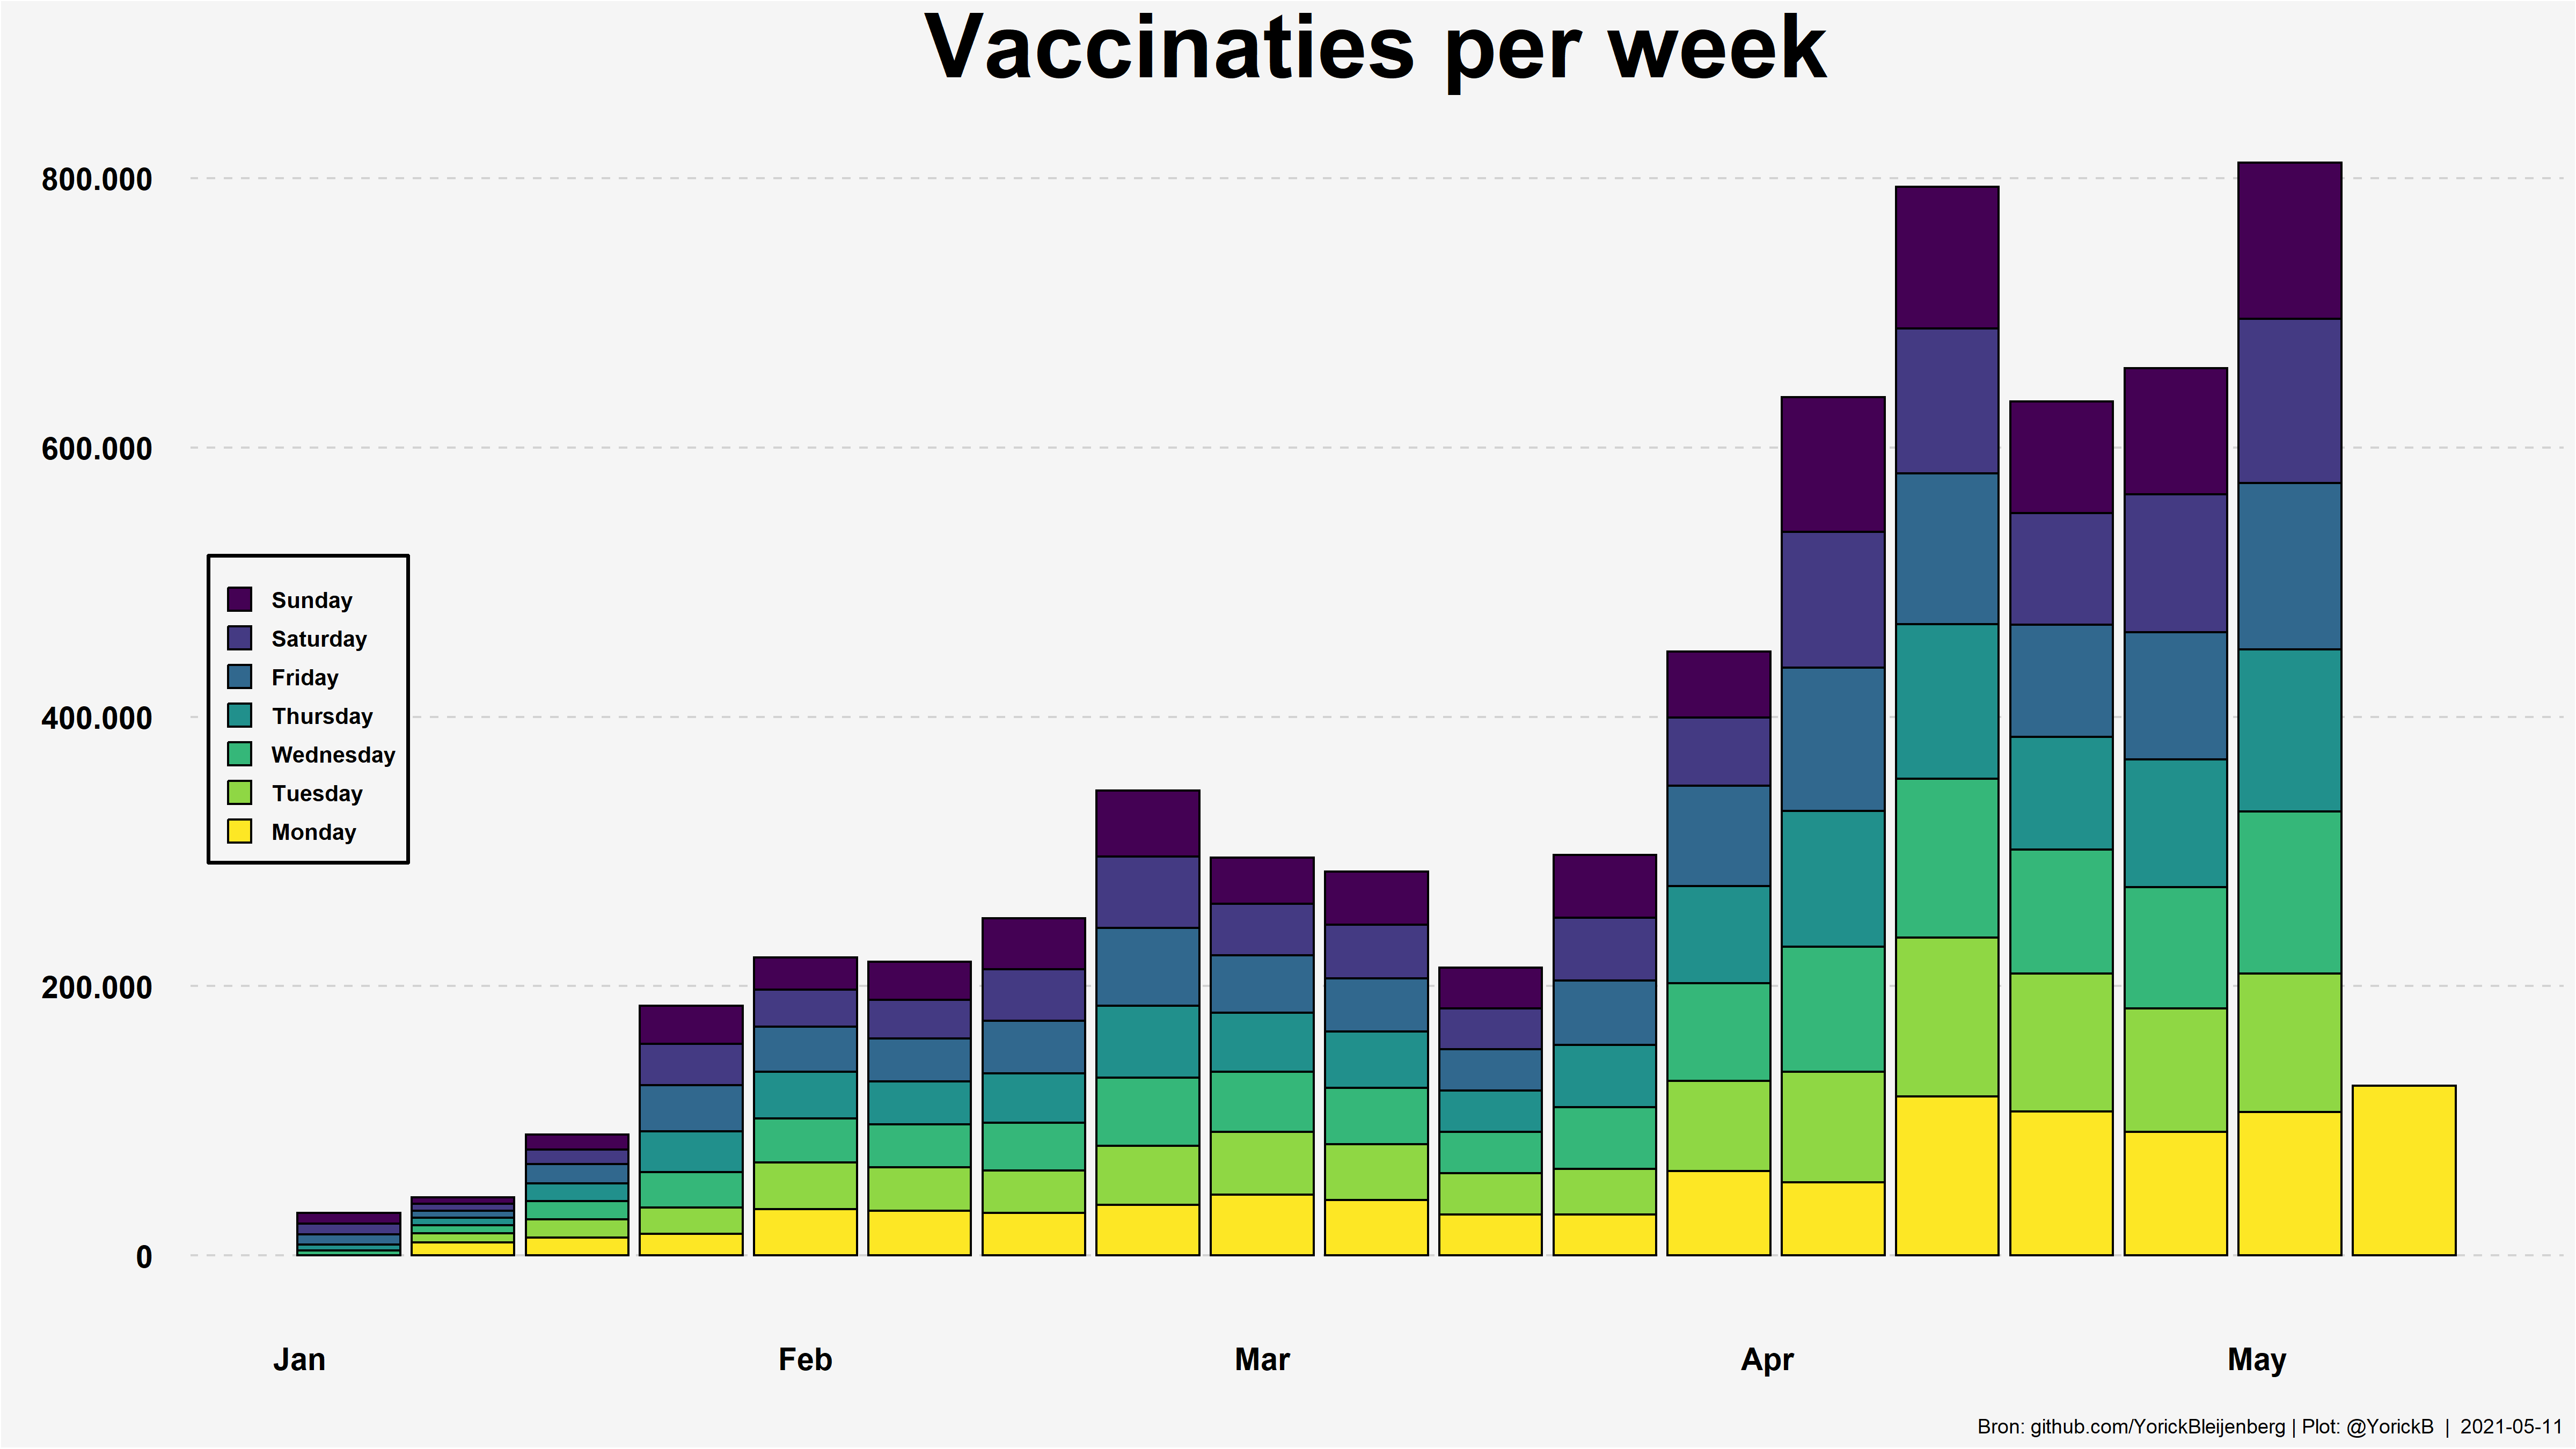 Vaccinaties per week
800.000
600.000
400.000
200.000
0
Sunday
Saturday
Friday
Thursday
Wednesday
Tuesday
Monday
Jan Feb Mar Apr May
Bron: github.com/YorickBleijenberg | Plot: @YorickB | 2021-05-11